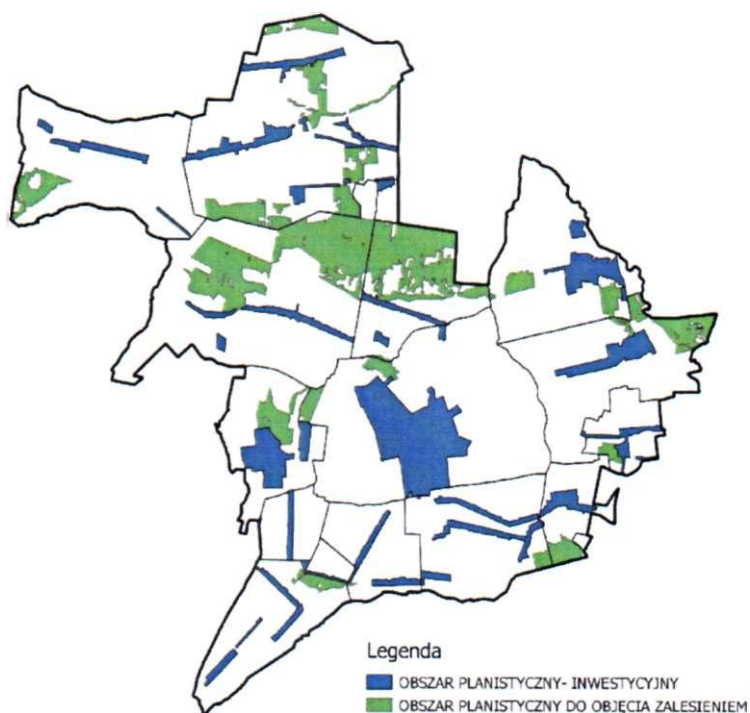 Legenda
OBSZAR PLANISTYCZNY- INWESTYCYJNY
OBSZAR PLANISTYCZNY DO OBJĘCIA ZALESIENIEM